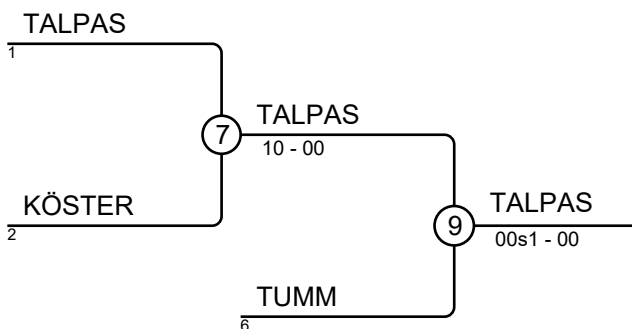 TALPAS
1
7
TALPAS
10 - 00
KÖSTER
2
9
TALPAS
00s1 - 00
TUMM
6